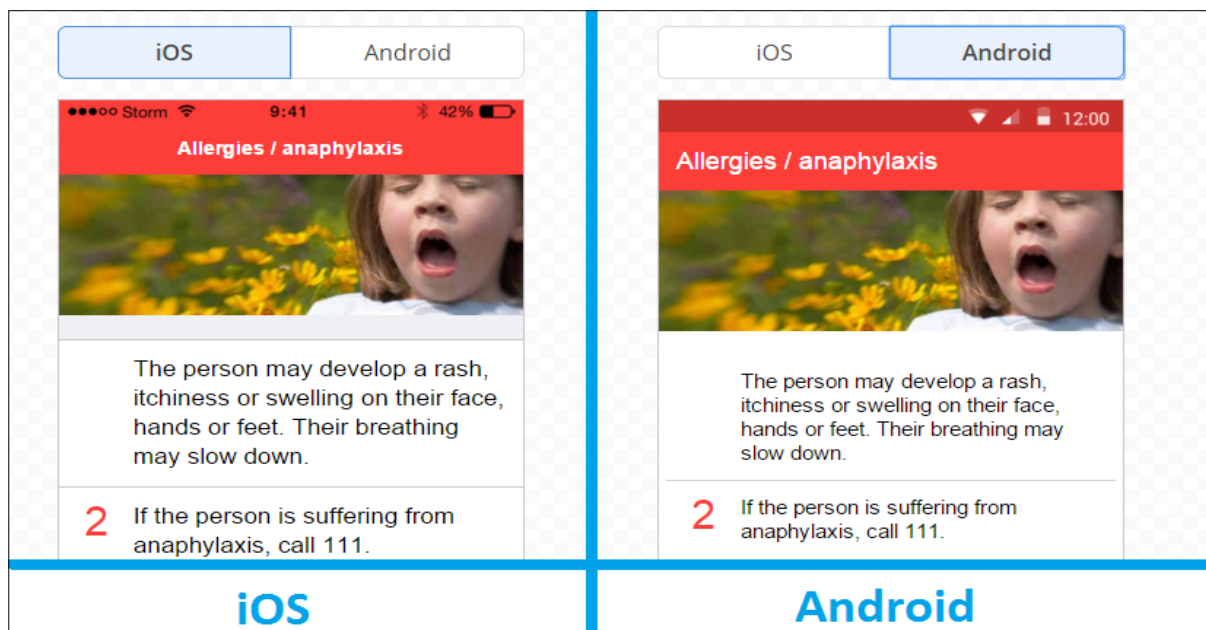 iOS
Android
●●●○○ Storm
9:41
42%
Allergies / anaphylaxis
The person may develop a rash,
itchiness or swelling on their face,
hands or feet. Their breathing
may slow down.
2
If the person is suffering from
anaphylaxis, call 111.
iOS
iOS
Android
12:00
Allergies / anaphylaxis
The person may develop a rash,
itchiness or swelling on their face,
hands or feet. Their breathing may
slow down.
2
If the person is suffering from
anaphylaxis, call 111.
Android